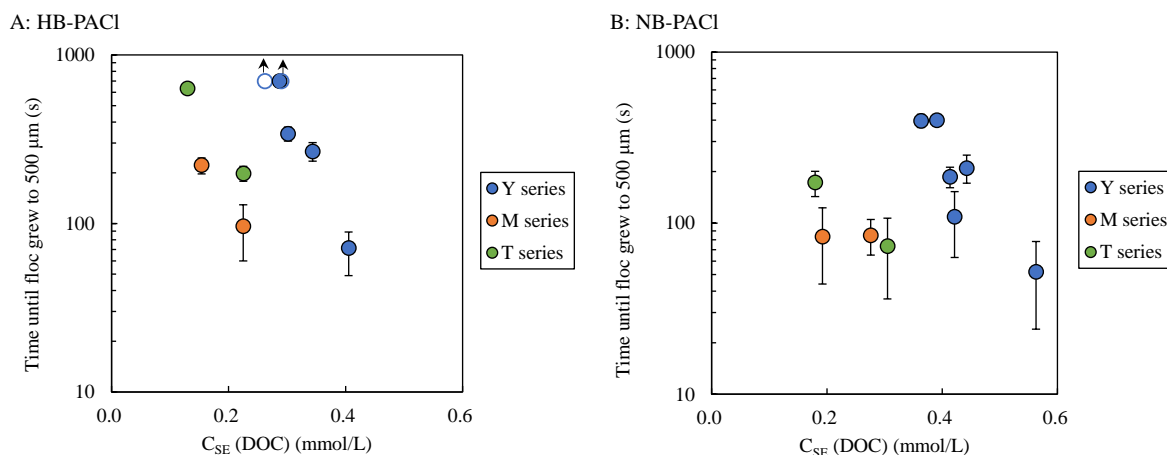 A: HB-PACl
Time until floc grew to 500 µm (s)
1000
100
10
0.0
0.2
0.4
0.6
C_SE (DOC) (mmol/L)
Y series
M series
T series
B: NB-PACl
Time until floc grew to 500 µm (s)
1000
100
10
0.0
0.2
0.4
0.6
C_SE (DOC) (mmol/L)
Y series
M series
T series